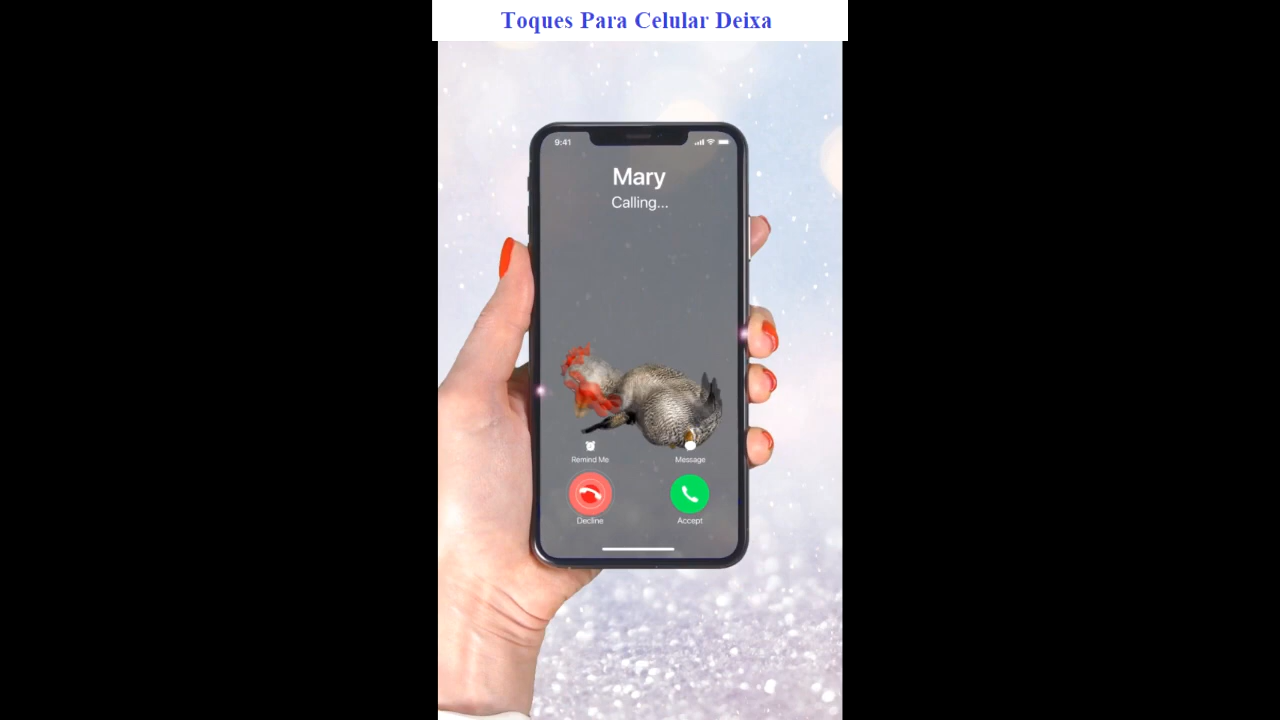 Toques Para Celular Deixa
9:41
Mary
Calling...
Remind Me
Message
Decline
Accept